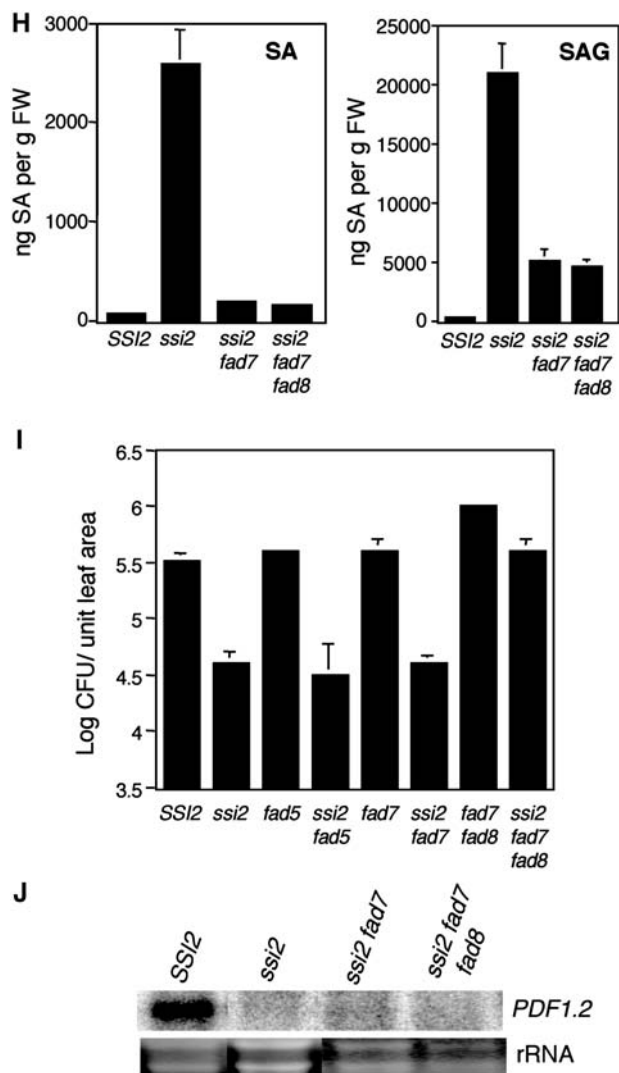 H
SA
ng SA per g FW
3000
2000
1000
0
SSI2
ssi2
ssi2 fad7
ssi2 fad7 fad8
SAG
ng SA per g FW
25000
20000
15000
10000
5000
0
SSI2
ssi2
ssi2 fad7
ssi2 fad7 fad8
I
Log CFU/ unit leaf area
6.5
6
5.5
5
4.5
4
3.5
SSI2
ssi2
fad5
ssi2 fad5
fad7
ssi2 fad7
fad7 fad8
ssi2 fad7 fad8
J
SSI2
ssi2
ssi2 fad7
ssi2 fad7
fad8
PDF1.2
rRNA